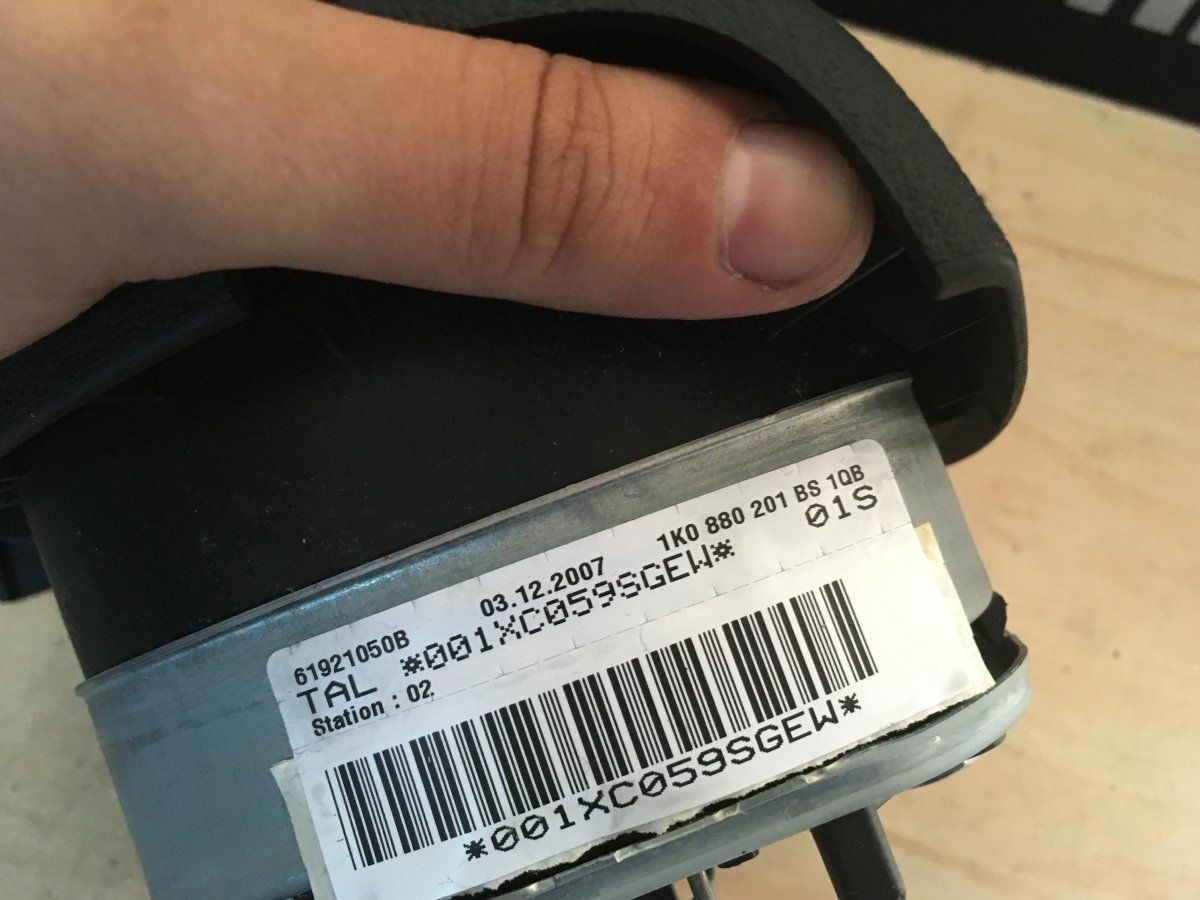 61921050B 03.12.2007 1K0 880 201 BS 1QB
TAL *001XC059SGEW* 01S
Station : 02
*001XC059SGEW*